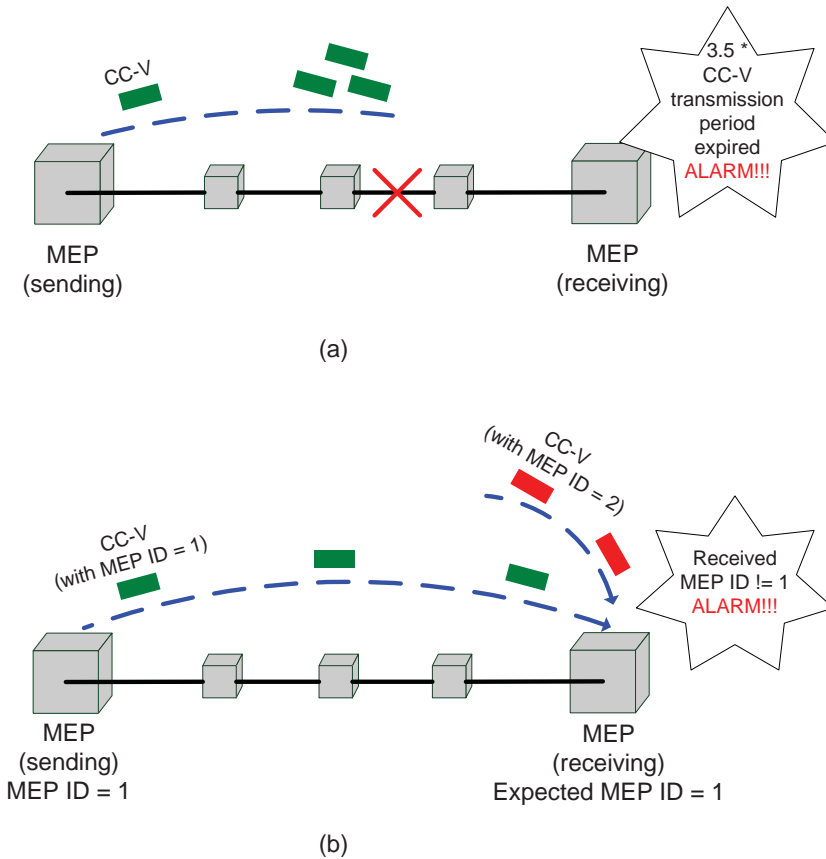 CC-V
3.5 *
CC-V
transmission
period
expired
ALARM!!!
MEP
(sending)
MEP
(receiving)
(a)
CC-V
(with MEP ID = 2)
CC-V
(with MEP ID = 1)
Received
MEP ID != 1
ALARM!!!
MEP
(sending)
MEP ID = 1
MEP
(receiving)
Expected MEP ID = 1
(b)